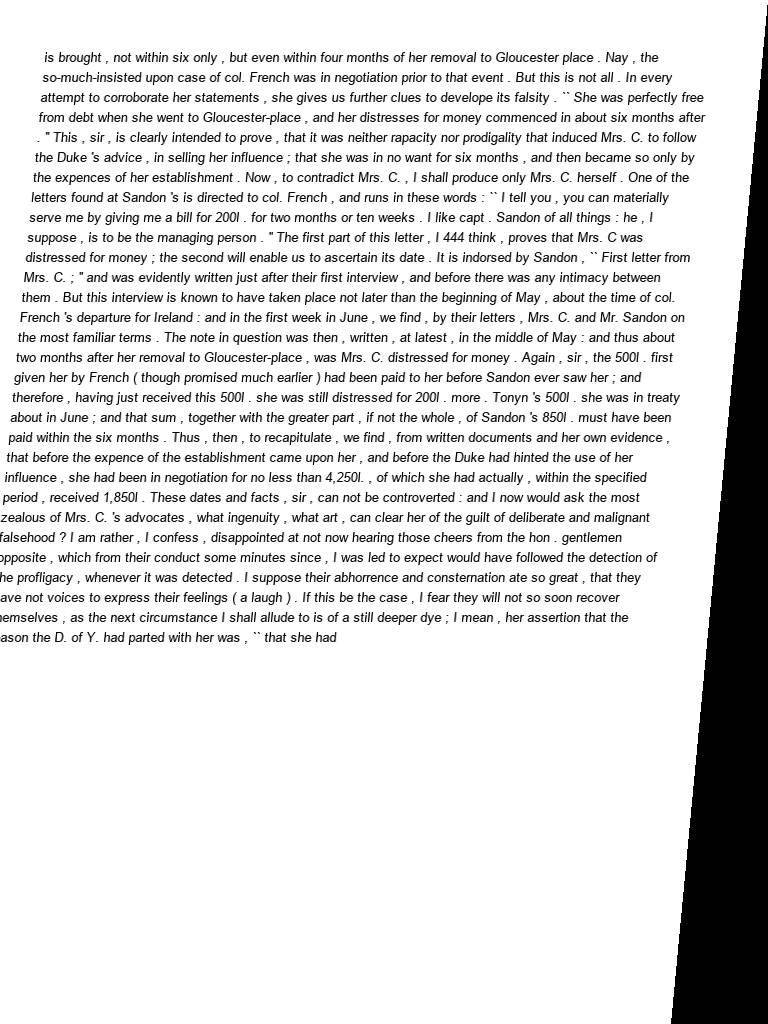 is brought , not within six only , but even within four months of her removal to Gloucester place . Nay , the
so-much-insisted upon case of col. French was in negotiation prior to that event . But this is not all . In every
attempt to corroborate her statements , she gives us further clues to develope its falsity . `` She was perfectly free
from debt when she went to Gloucester-place , and her distresses for money commenced in about six months after
. " This , sir , is clearly intended to prove , that it was neither rapacity nor prodigality that induced Mrs. C. to follow
the Duke 's advice , in selling her influence ; that she was in no want for six months , and then became so only by
the expences of her establishment . Now , to contradict Mrs. C. , I shall produce only Mrs. C. herself . One of the
letters found at Sandon 's is directed to col. French , and runs in these words : `` I tell you , you can materially
serve me by giving me a bill for 200l . for two months or ten weeks . I like capt . Sandon of all things : he , I
suppose , is to be the managing person . " The first part of this letter , I 444 think , proves that Mrs. C was
distressed for money ; the second will enable us to ascertain its date . It is indorsed by Sandon , `` First letter from
Mrs. C. ; " and was evidently written just after their first interview , and before there was any intimacy between
them . But this interview is known to have taken place not later than the beginning of May , about the time of col.
French 's departure for Ireland : and in the first week in June , we find , by their letters , Mrs. C. and Mr. Sandon on
the most familiar terms . The note in question was then , written , at latest , in the middle of May : and thus about
two months after her removal to Gloucester-place , was Mrs. C. distressed for money . Again , sir , the 500l . first
given her by French ( though promised much earlier ) had been paid to her before Sandon ever saw her ; and
therefore , having just received this 500l . she was still distressed for 200l . more . Tonyn 's 500l . she was in treaty
about in June ; and that sum , together with the greater part , if not the whole , of Sandon 's 850l . must have been
paid within the six months . Thus , then , to recapitulate , we find , from written documents and her own evidence ,
that before the expence of the establishment came upon her , and before the Duke had hinted the use of her
influence , she had been in negotiation for no less than 4,250l. , of which she had actually , within the specified
period , received 1,850l . These dates and facts , sir , can not be controverted : and I now would ask the most
zealous of Mrs. C. 's advocates , what ingenuity , what art , can clear her of the guilt of deliberate and malignant
falsehood ? I am rather , I confess , disappointed at not now hearing those cheers from the hon . gentlemen
opposite , which from their conduct some minutes since , I was led to expect would have followed the detection of
he profligacy , whenever it was detected . I suppose their abhorrence and consternation ate so great , that they
ave not voices to express their feelings ( a laugh ) . If this be the case , I fear they will not so soon recover
hemselves , as the next circumstance I shall allude to is of a still deeper dye ; I mean , her assertion that the
eason the D. of Y. had parted with her was , `` that she had